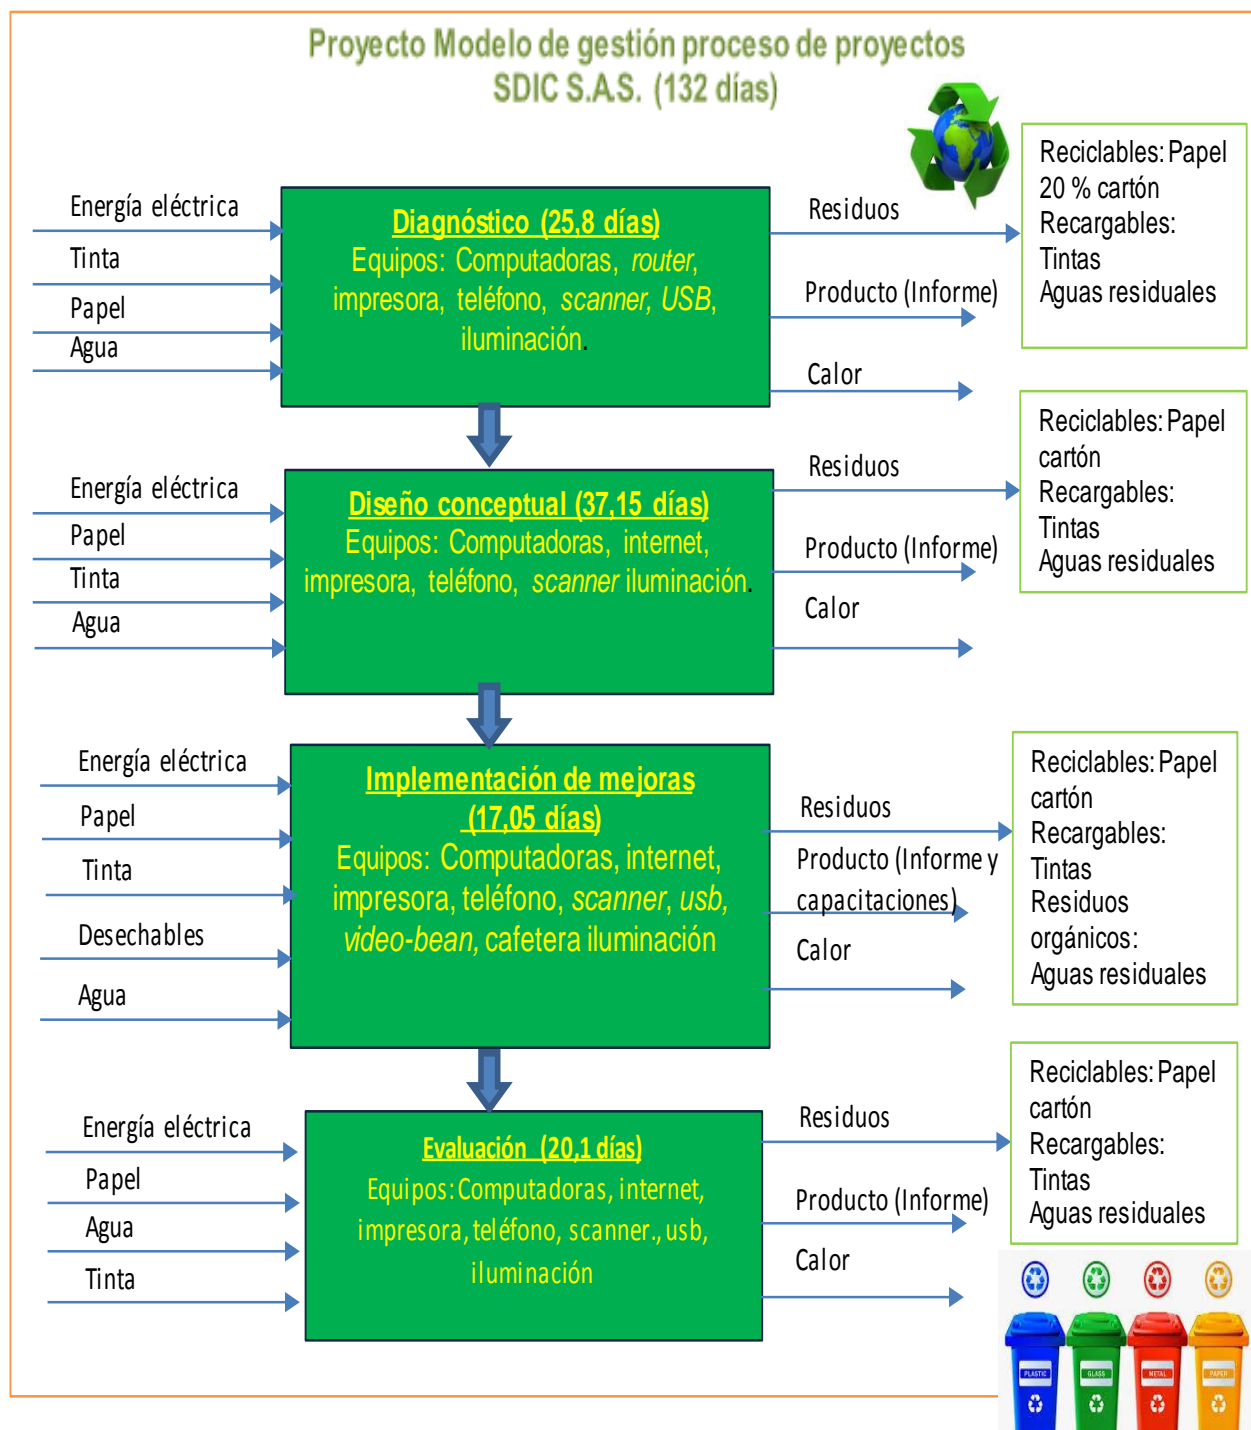 Proyecto Modelo de gestión proceso de proyectos
SDIC S.A.S. (132 días)
Energía eléctrica
Tinta
Papel
Agua
Diagnóstico (25,8 días)
Equipos: Computadoras, router,
impresora, teléfono, scanner, USB,
iluminación.
Residuos
Producto (Informe)
Calor
Reciclables: Papel
20 % cartón
Recargables:
Tintas
Aguas residuales
Energía eléctrica
Papel
Tinta
Agua
Diseño conceptual (37,15 días)
Equipos: Computadoras, internet,
impresora, teléfono, scanner iluminación.
Residuos
Producto (Informe)
Calor
Reciclables: Papel
cartón
Recargables:
Tintas
Aguas residuales
Energía eléctrica
Papel
Tinta
Desechables
Agua
Implementación de mejoras
(17,05 días)
Equipos: Computadoras, internet,
impresora, teléfono, scanner, usb,
video-bean, cafetera iluminación
Residuos
Producto (Informe y
capacitaciones)
Calor
Reciclables: Papel
cartón
Recargables:
Tintas
Residuos
orgánicos:
Aguas residuales
Energía eléctrica
Papel
Agua
Tinta
Evaluación (20,1 días)
Equipos: Computadoras, internet,
impresora, teléfono, scanner., usb,
iluminación
Residuos
Producto (Informe)
Calor
Reciclables: Papel
cartón
Recargables:
Tintas
Aguas residuales
PLASTIC
GLASS
METAL
PAPER